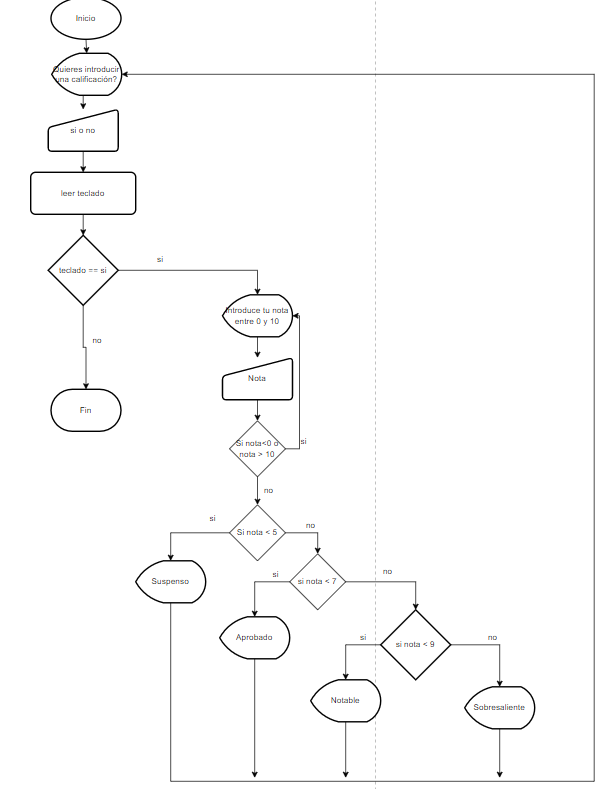 Inicio
Quieres introducir
una calificación?
si o no
leer teclado
teclado == si
si
no
Fin
Introduce tu nota
entre 0 y 10
Nota
Si nota<0 o
nota > 10
si
no
Si nota < 5
si
no
Suspenso
si nota < 7
si
no
Aprobado
si nota < 9
si
no
Notable
Sobresaliente